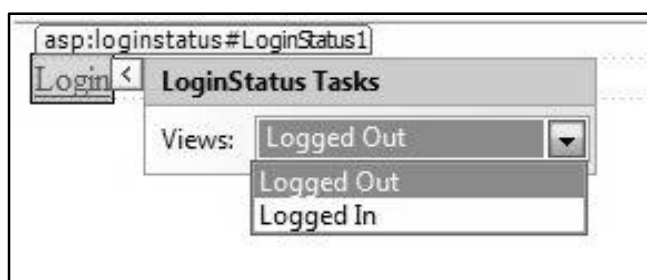 asp:loginstatus#LoginStatus1
Login < LoginStatus Tasks
Views: Logged Out
Logged Out
Logged In